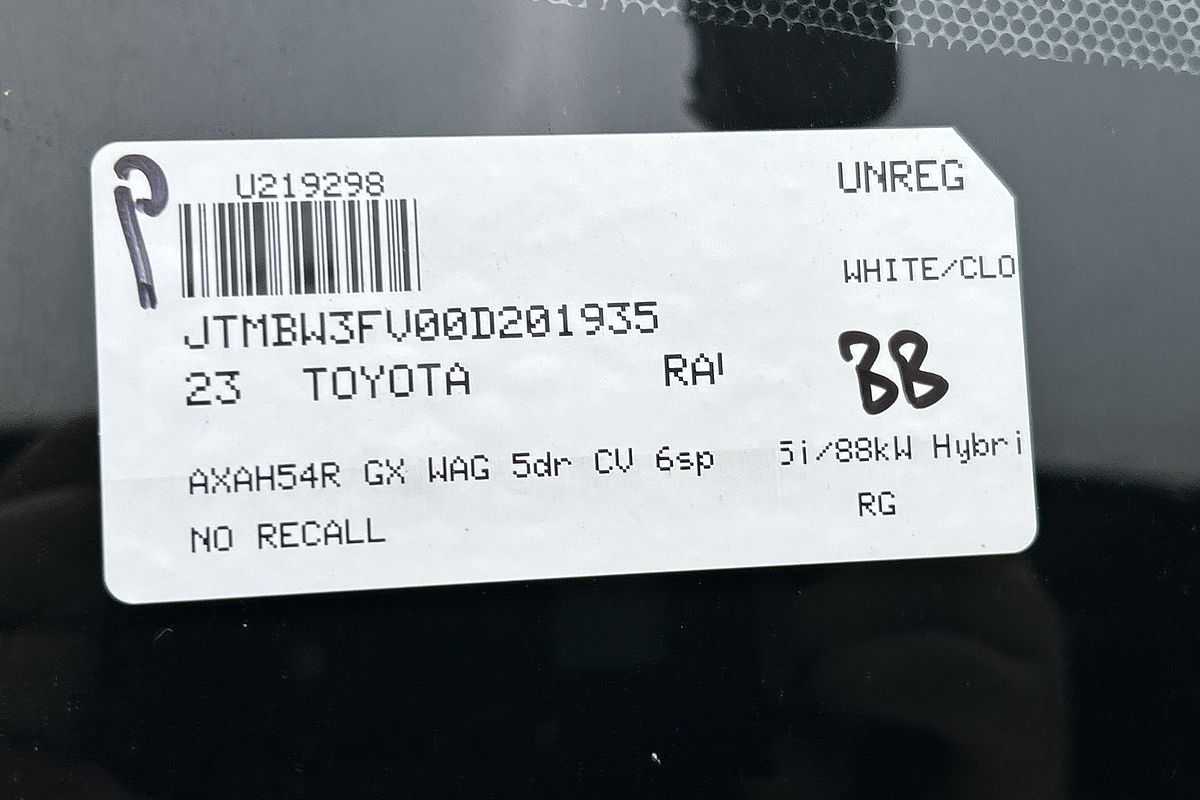 U219298 UNREG
WHITE/CLO
JTMBW3FV00D201935
23 TOYOTA BB
AXAH54R GX WAG 5dr CV 6sp 5i/88kW Hybri
NO RECALL RG